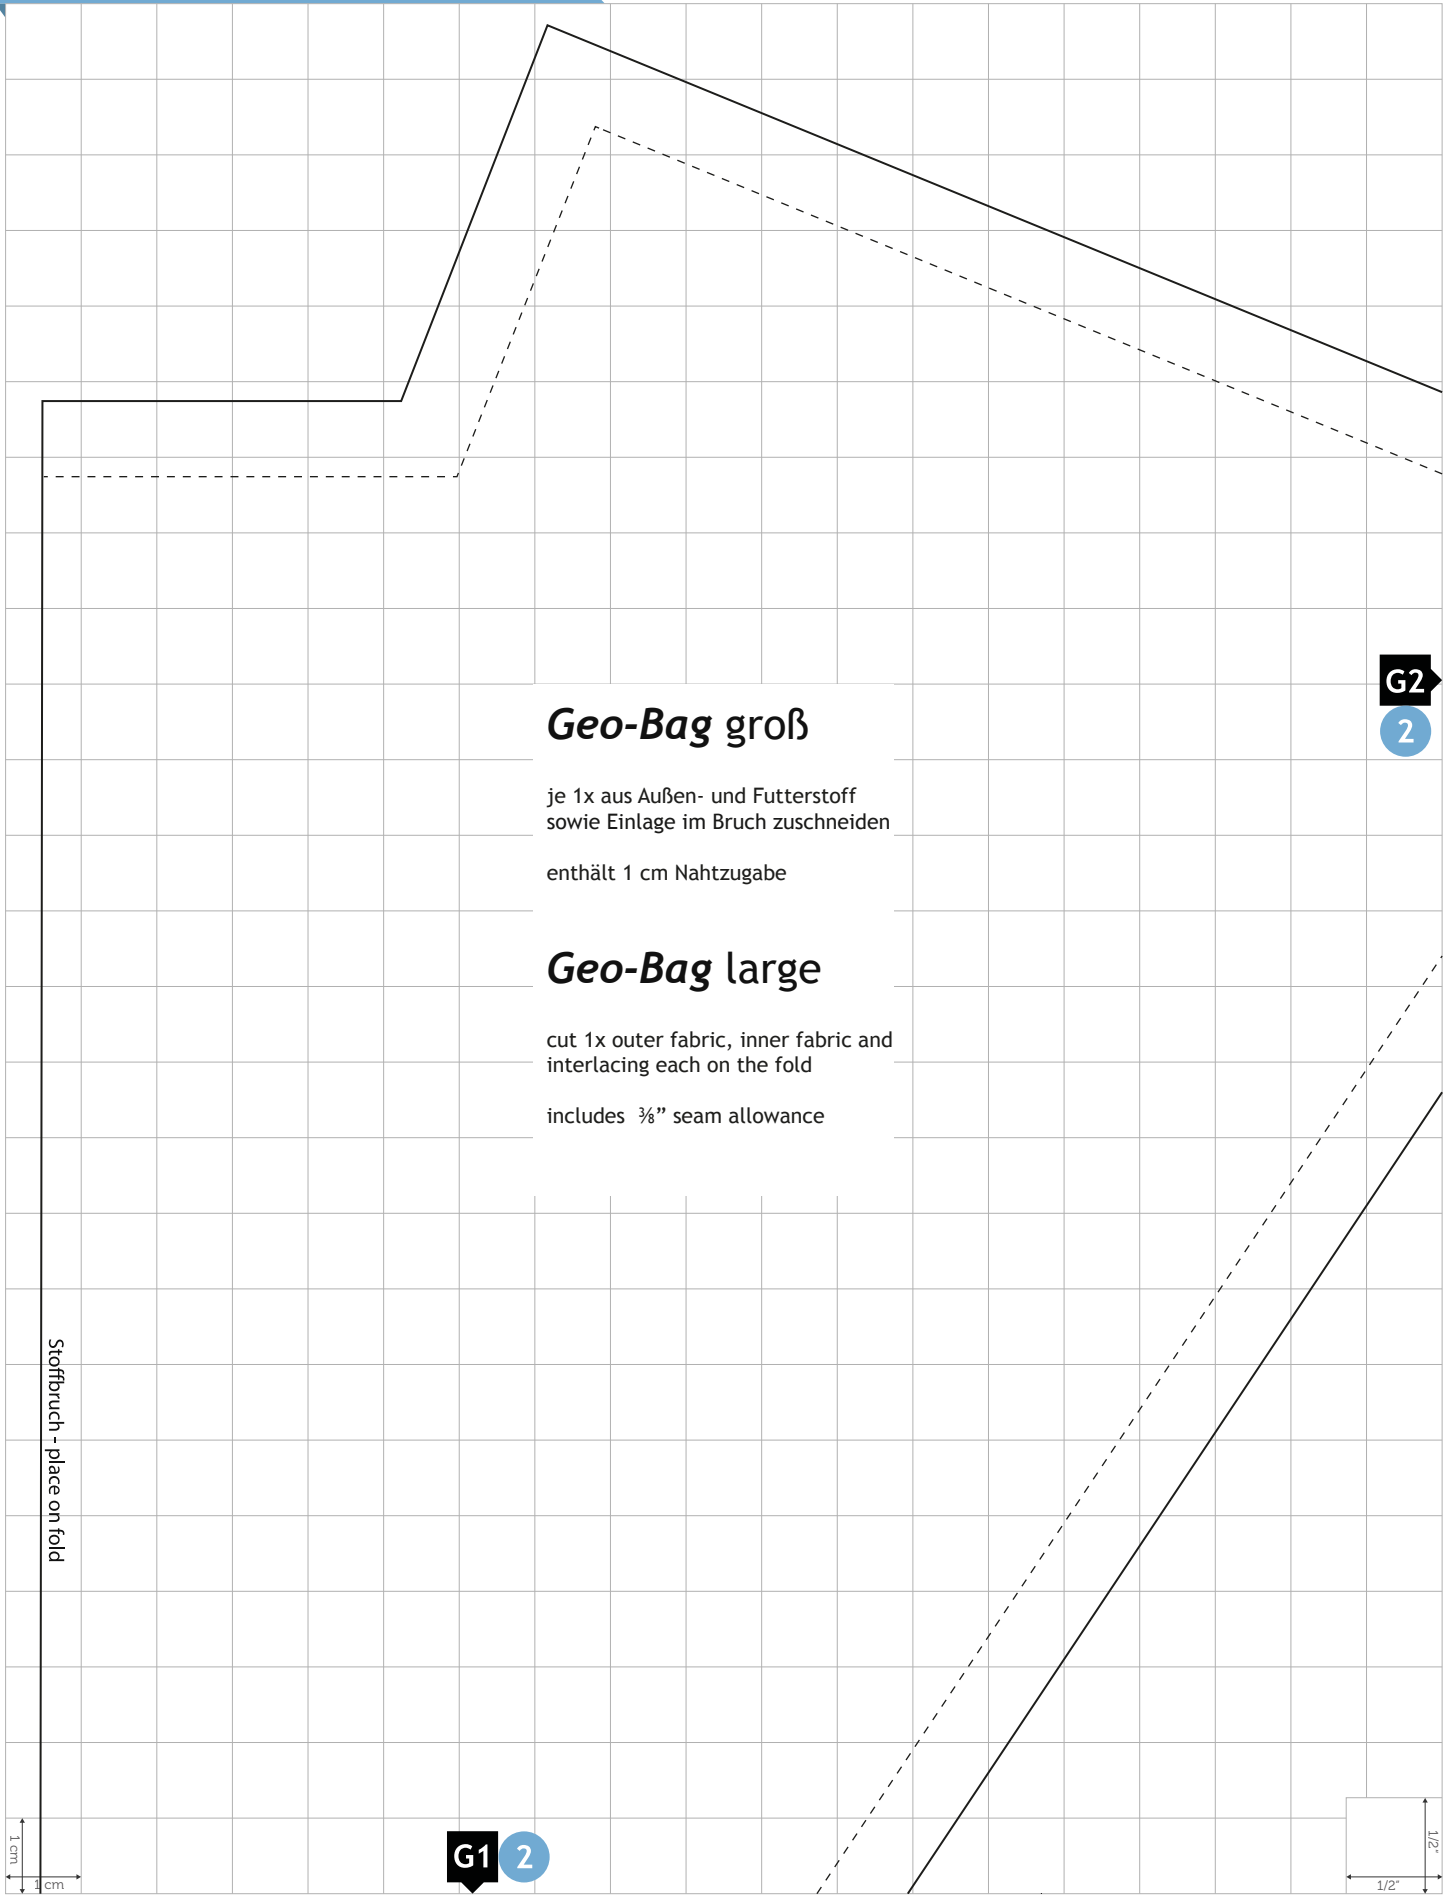 Geo-Bag groß
je 1x aus Außen- und Futterstoff
sowie Einlage im Bruch zuschneiden
enthält 1 cm Nahtzugabe
G2
2
Geo-Bag large
cut 1x outer fabric, inner fabric and
interlacing each on the fold
includes ⅜” seam allowance
Stoffbruch - place on fold
1 cm
1 cm
G1 2
1/2"
1/2"